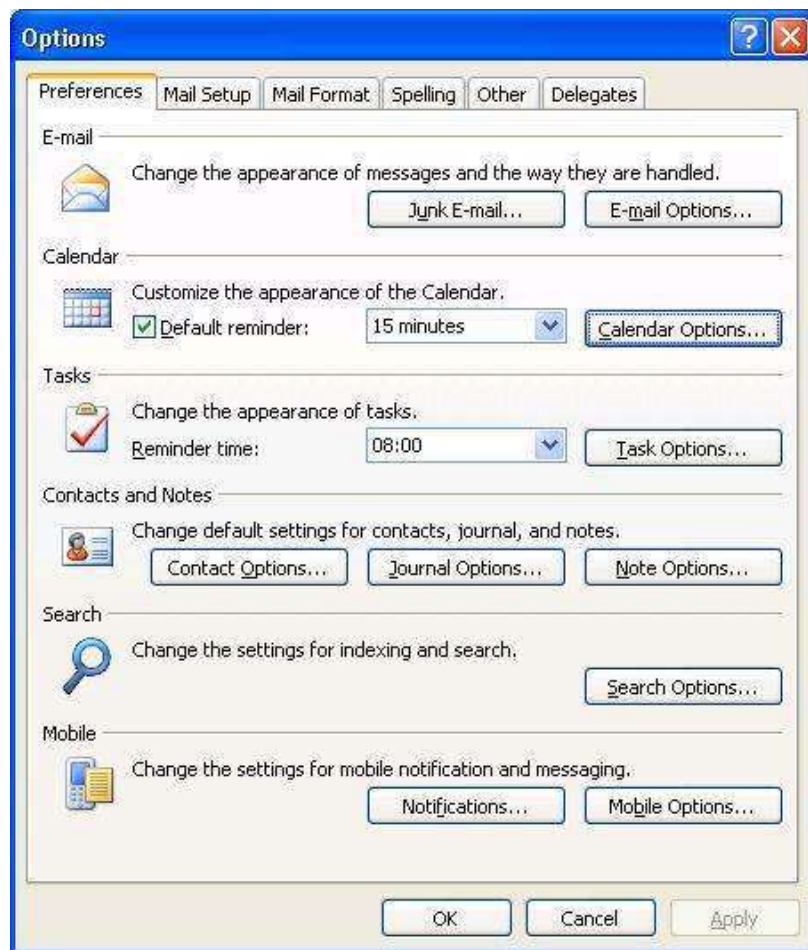 Options
Preferences Mail Setup Mail Format Spelling Other Delegates
E-mail
Change the appearance of messages and the way they are handled.
Junk E-mail... E-mail Options...
Calendar
Customize the appearance of the Calendar.
Default reminder: 15 minutes Calendar Options...
Tasks
Change the appearance of tasks.
Reminder time: 08:00 Task Options...
Contacts and Notes
Change default settings for contacts, journal, and notes.
Contact Options... Journal Options... Note Options...
Search
Change the settings for indexing and search.
Search Options...
Mobile
Change the settings for mobile notification and messaging.
Notifications... Mobile Options...
OK Cancel Apply